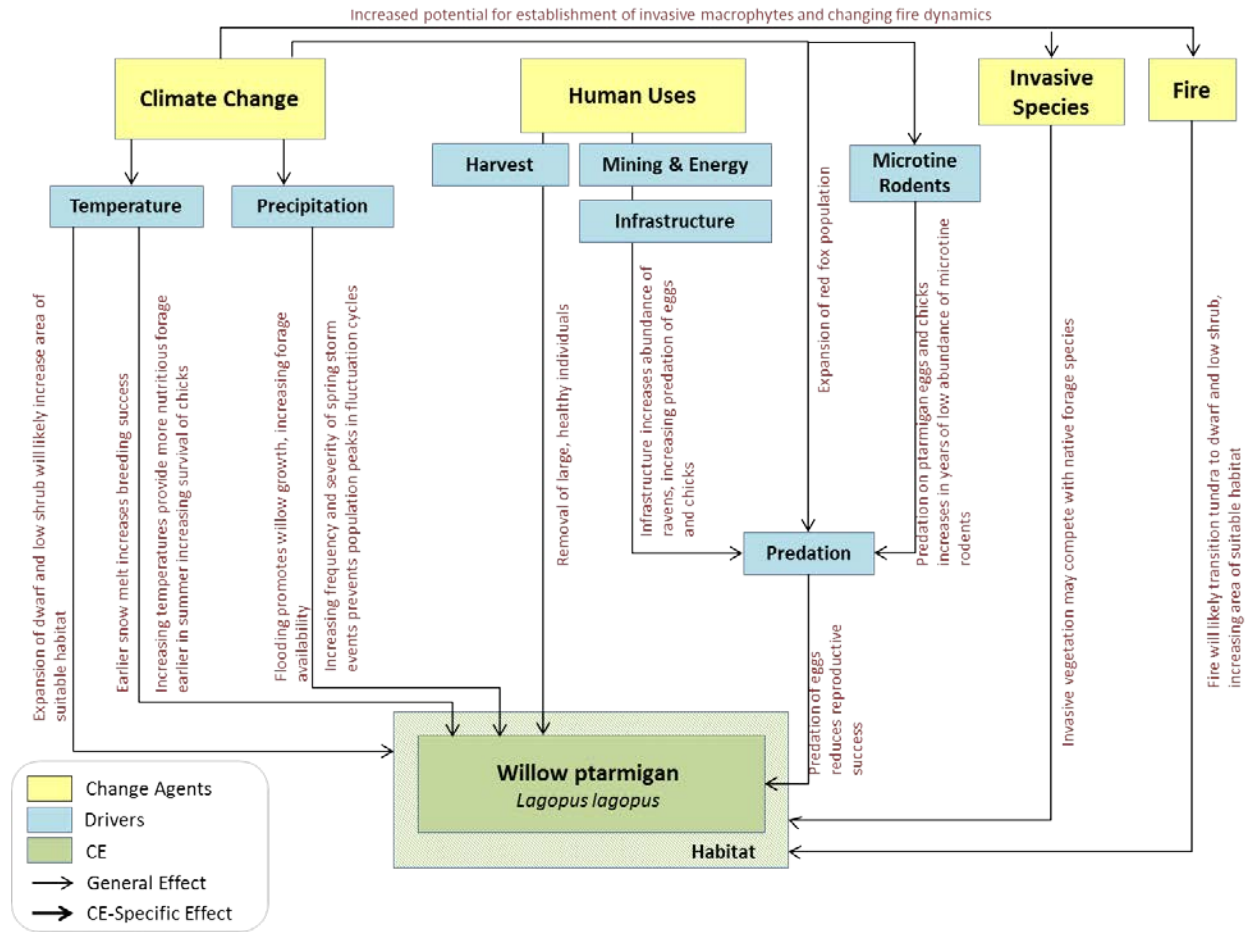 Increased potential for establishment of invasive macrophytes and changing fire dynamics
Climate Change
Human Uses
Invasive
Species
Fire
Harvest
Mining & Energy
Microtine
Rodents
Temperature
Precipitation
Infrastructure
Expansion of dwarf and low shrub will likely increase area of
suitable habitat
Earlier snow melt increases breeding success
Increasing temperatures provide more nutritious forage
earlier in summer increasing survival of chicks
Flooding promotes willow growth, increasing forage
availability
Increasing frequency and severity of spring storm
events prevents population peaks in fluctuation cycles
Removal of large, healthy individuals
Infrastructure increases abundance of
ravens, increasing predation of eggs
and chicks
Expansion of red fox population
Predation on ptarmigan eggs and chicks
increases in years of low abundance of microtine
rodents
Invasive vegetation may compete with native forage species
Fire will likely transition tundra to dwarf and low shrub,
increasing area of suitable habitat
Predation
Predation of eggs
reduces reproductive
success
Willow ptarmigan
Lagopus lagopus
Habitat
Change Agents
Drivers
CE
General Effect
CE-Specific Effect